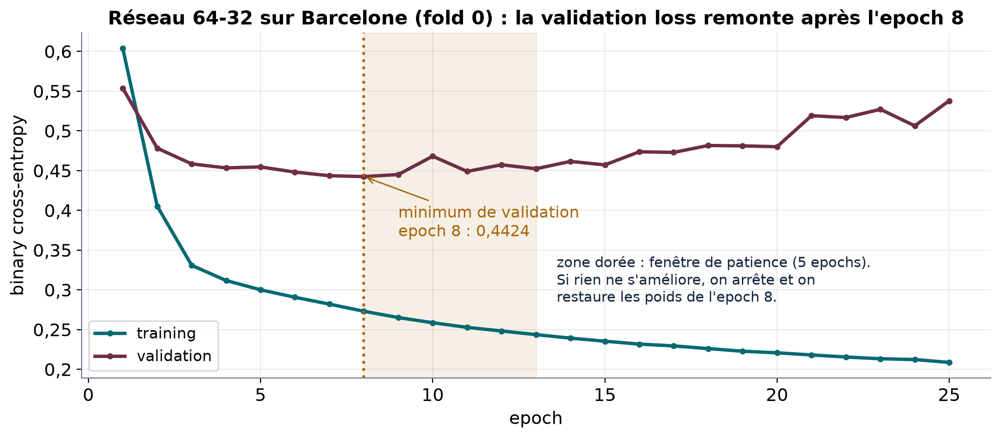 Réseau 64-32 sur Barcelone (fold 0) : la validation loss remonte après l'epoch 8
binary cross-entropy
0,6
0,55
0,5
0,45
0,4
0,35
0,3
0,25
0,2
minimum de validation
epoch 8 : 0,4424
zone dorée : fenêtre de patience (5 epochs).
Si rien ne s'améliore, on arrête et on
restaure les poids de l'epoch 8.
training
validation
0 5 10 15 20 25
epoch